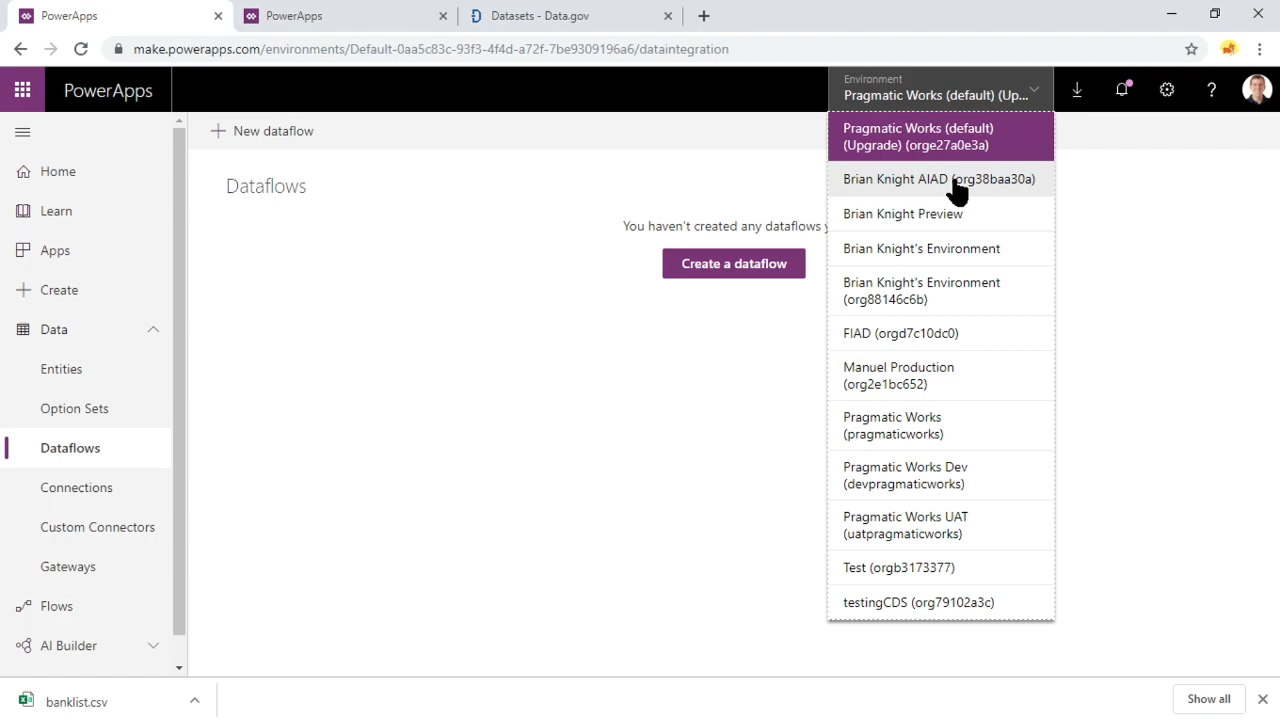 PowerApps
PowerApps
Datasets - Data.gov
make.powerapps.com/environments/Default-0aa5c83c-93f3-4f4d-a72f-7be9309196a6/dataintegration
PowerApps
Environment
Pragmatic Works (default) (Up...
New dataflow
Home
Learn
Apps
Create
Data
Entities
Option Sets
Dataflows
Connections
Custom Connectors
Gateways
Flows
AI Builder
Dataflows
You haven't created any dataflows
Create a dataflow
Pragmatic Works (default)
(Upgrade) (orge27a0e3a)
Brian Knight AIAD (org38baa30a)
Brian Knight Preview
Brian Knight's Environment
Brian Knight's Environment
(org88146c6b)
FIAD (orgd7c10dc0)
Manuel Production
(org2e1bc652)
Pragmatic Works
(pragmaticworks)
Pragmatic Works Dev
(devpragmaticworks)
Pragmatic Works UAT
(uatpragmaticworks)
Test (orgb3173377)
testingCDS (org79102a3c)
banklist.csv
Show all